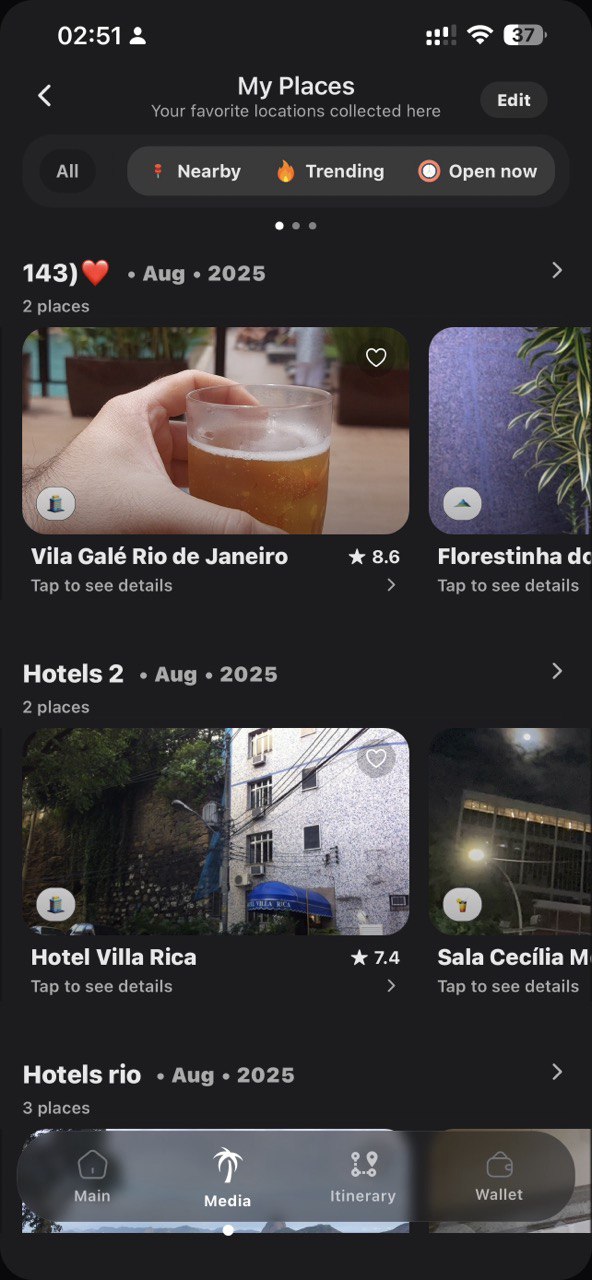 02:51
37
My Places
Your favorite locations collected here
Edit
All
Nearby
Trending
Open now
143)❤️ • Aug • 2025
2 places
Vila Galé Rio de Janeiro
★ 8.6
Tap to see details
Florestinha do
Tap to see details
Hotels 2 • Aug • 2025
2 places
VILLA RICA
Hotel Villa Rica
★ 7.4
Tap to see details
Sala Cecília M
Tap to see details
Hotels rio • Aug • 2025
3 places
Main
Media
Itinerary
Wallet